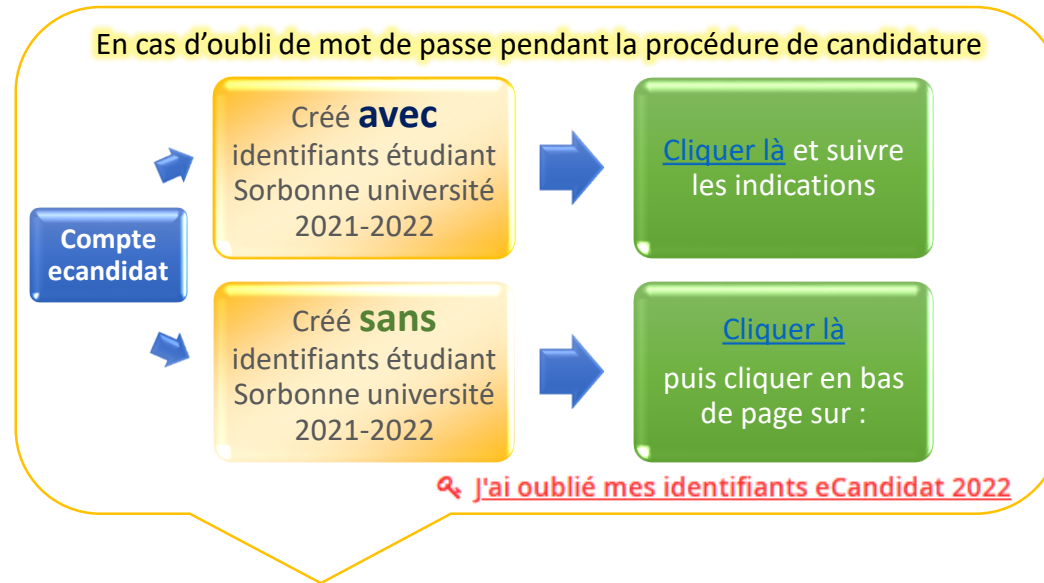 En cas d'oubli de mot de passe pendant la procédure de candidature
Compte
ecandidat
Créé avec
identifiants étudiant
Sorbonne université
2021-2022
Cliquer là et suivre
les indications
Créé sans
identifiants étudiant
Sorbonne université
2021-2022
Cliquer là
puis cliquer en bas
de page sur :
J'ai oublié mes identifiants eCandidat 2022